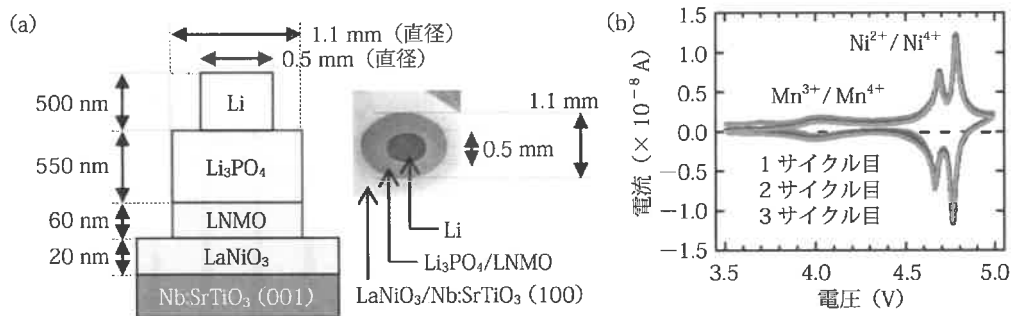 (a)
1.1 mm（直径）
0.5 mm（直径）
500 nm
Li
550 nm
Li₃PO₄
60 nm
LNMO
20 nm
LaNiO₃
Nb:SrTiO₃ (001)
1.1 mm
0.5 mm
Li
Li₃PO₄/LNMO
LaNiO₃/Nb:SrTiO₃ (100)
(b)
電流（× 10⁻⁸ A）
1.5
1.0
0.5
0.0
−0.5
−1.0
−1.5
Ni²⁺/Ni⁴⁺
Mn³⁺/Mn⁴⁺
1 サイクル目
2 サイクル目
3 サイクル目
3.5
4.0
4.5
5.0
電圧（V）